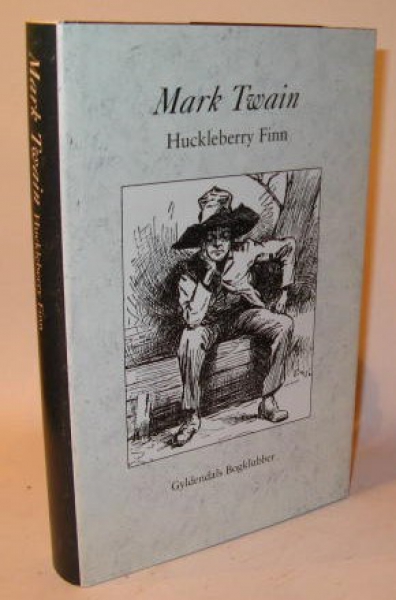 Mark Twain
Huckleberry Finn
Gyldendals Bogklubber
Mark Twain Huckleberry Finn